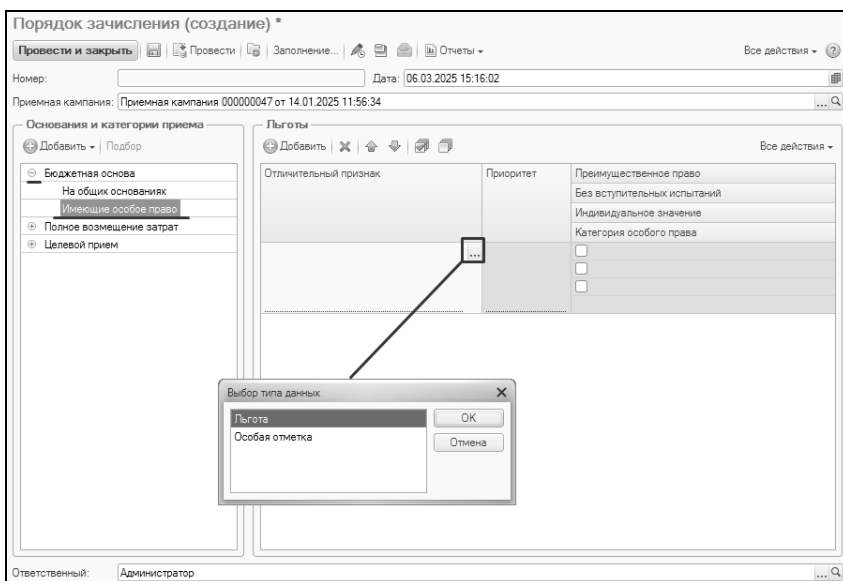 Порядок зачисления (создание) *
Провести и закрыть Провести Заполнение... Отчеты Все действия ?
Номер: Дата: 06.03.2025 15:16:02
Приемная кампания: Приемная кампания 000000047 от 14.01.2025 11:56:34 ...
Основания и категории приема
Добавить Подбор
Бюджетная основа
На общих основаниях
Имеющие особое право
Полное возмещение затрат
Целевой прием
Льготы
Добавить Все действия
Отличительный признак Приоритет Преимущественное право
Без вступительных испытаний
Индивидуальное значение
Категория особого права
...
Выбор типа данных
Льгота
Особая отметка
OK
Отмена
Ответственный: Администратор ...